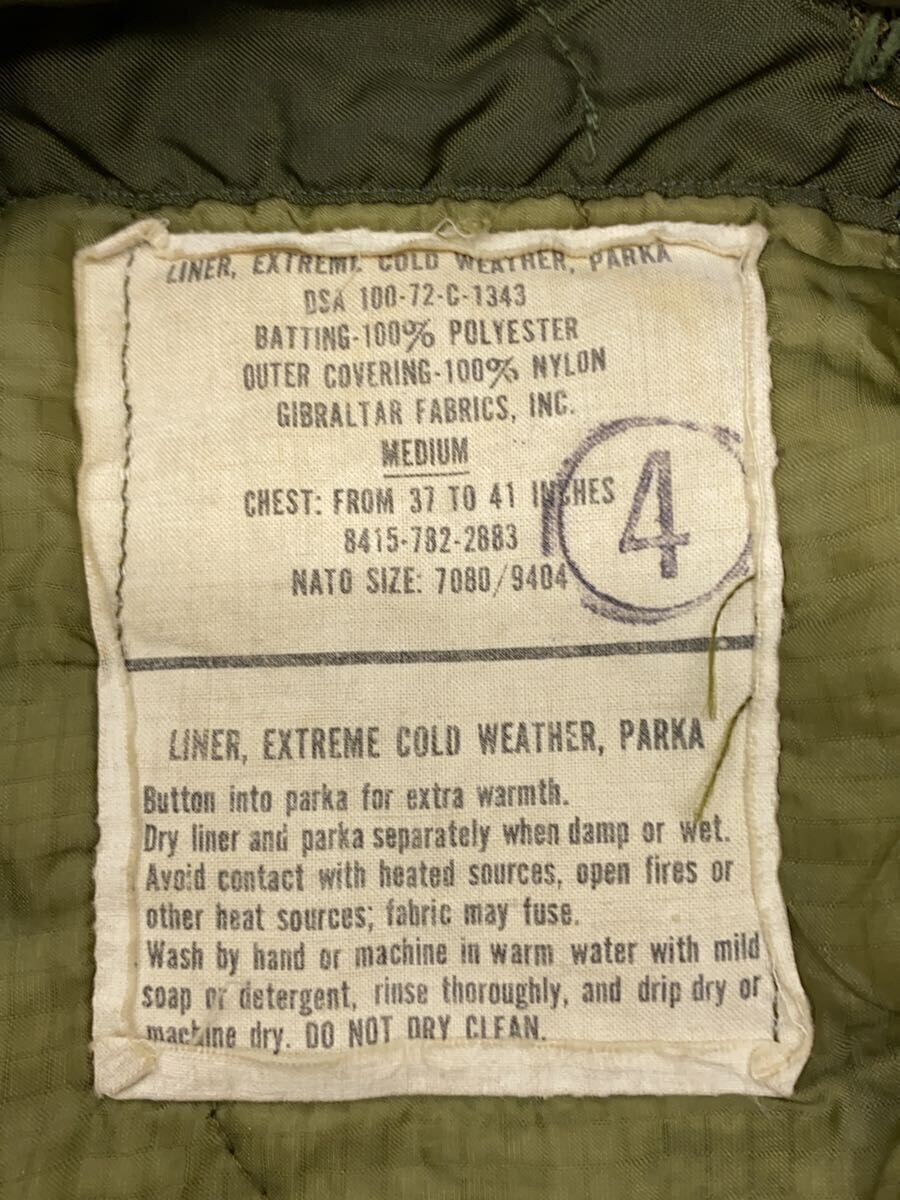 LINER, EXTREME COLD WEATHER, PARKA
DSA 100-72-C-1343
BATTING-100% POLYESTER
OUTER COVERING-100% NYLON
GIBRALTAR FABRICS, INC.
MEDIUM
CHEST: FROM 37 TO 41 INCHES
8415-782-2883
NATO SIZE: 7080/9404
4
LINER, EXTREME COLD WEATHER, PARKA
Button into parka for extra warmth.
Dry liner and parka separately when damp or wet.
Avoid contact with heated sources, open fires or
other heat sources; fabric may fuse.
Wash by hand or machine in warm water with mild
soap or detergent, rinse thoroughly, and drip dry or
machine dry. DO NOT DRY CLEAN.